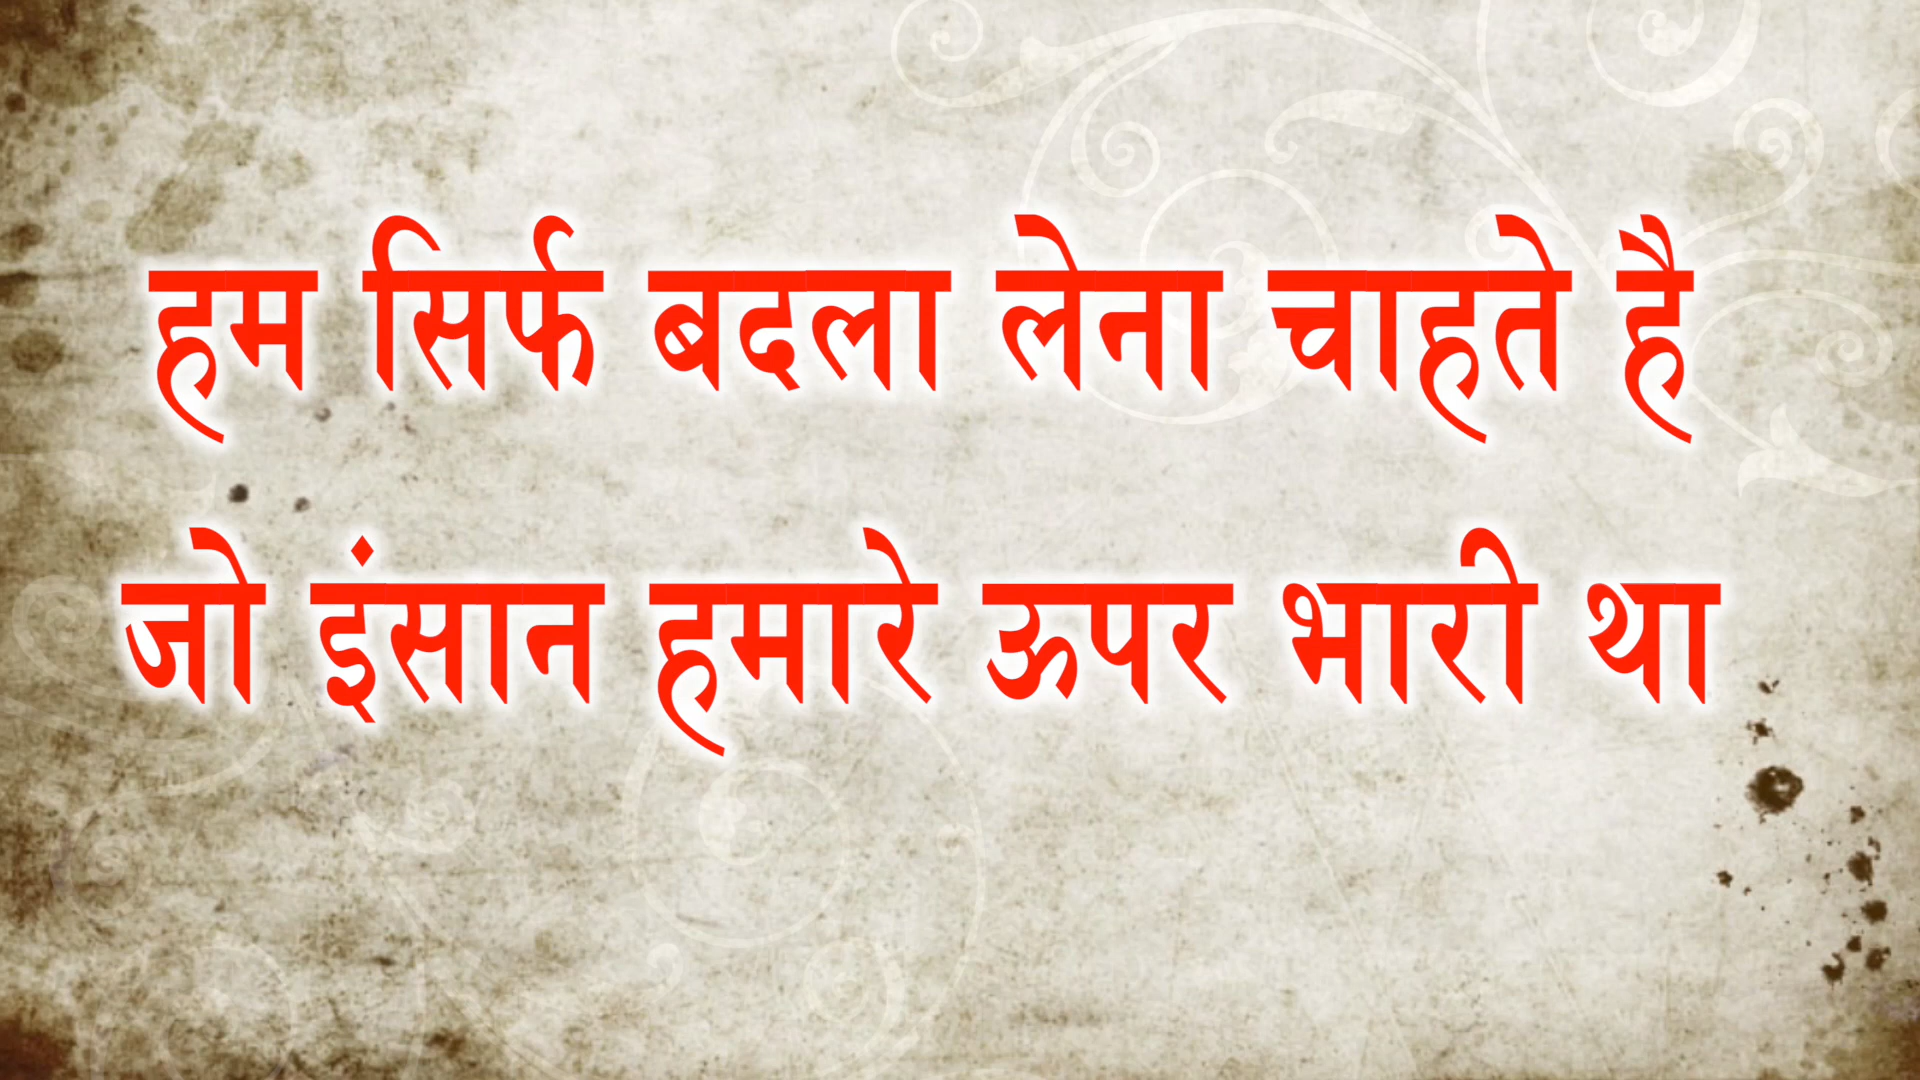 हम सिर्फ बदला लेना चाहते है
जो इंसान हमारे ऊपर भारी था